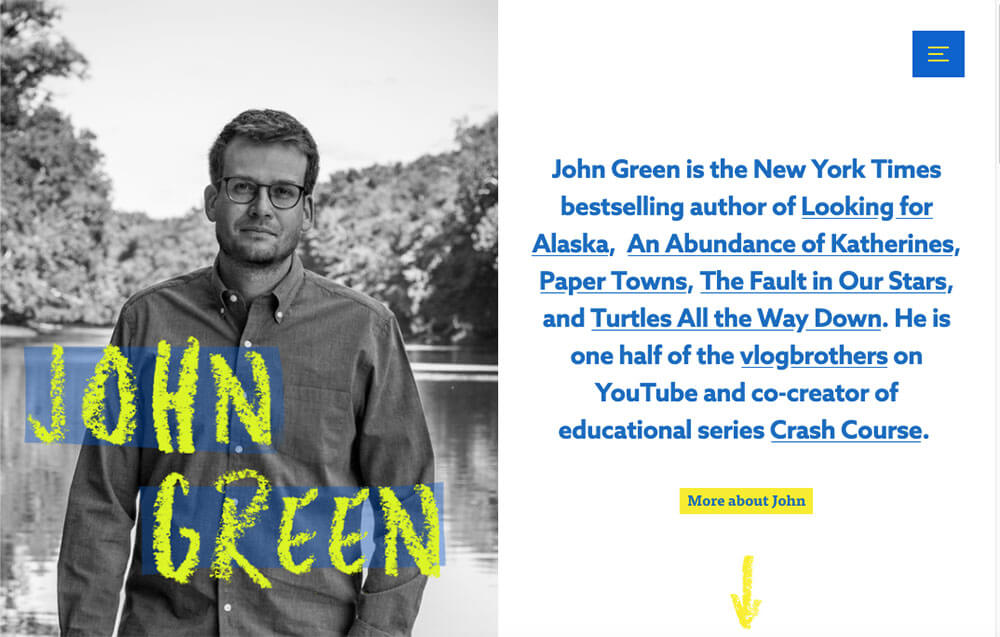 JOHN
GREEN
John Green is the New York Times
bestselling author of Looking for
Alaska,  An Abundance of Katherines,
Paper Towns, The Fault in Our Stars,
and Turtles All the Way Down. He is
one half of the vlogbrothers on
YouTube and co-creator of
educational series Crash Course.
More about John